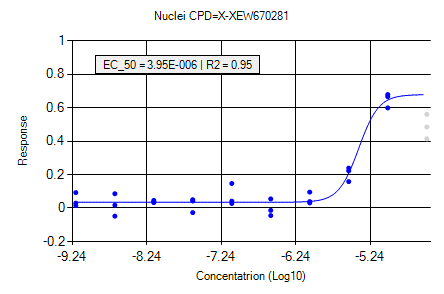 Nuclei CPD=X-XEW670281
1
EC_50 = 3.95E-006 | R2 = 0.95
0.8
0.6
0.4
0.2
0
-0.2
Response
-9.24 -8.24 -7.24 -6.24 -5.24
Concentatrion (Log10)